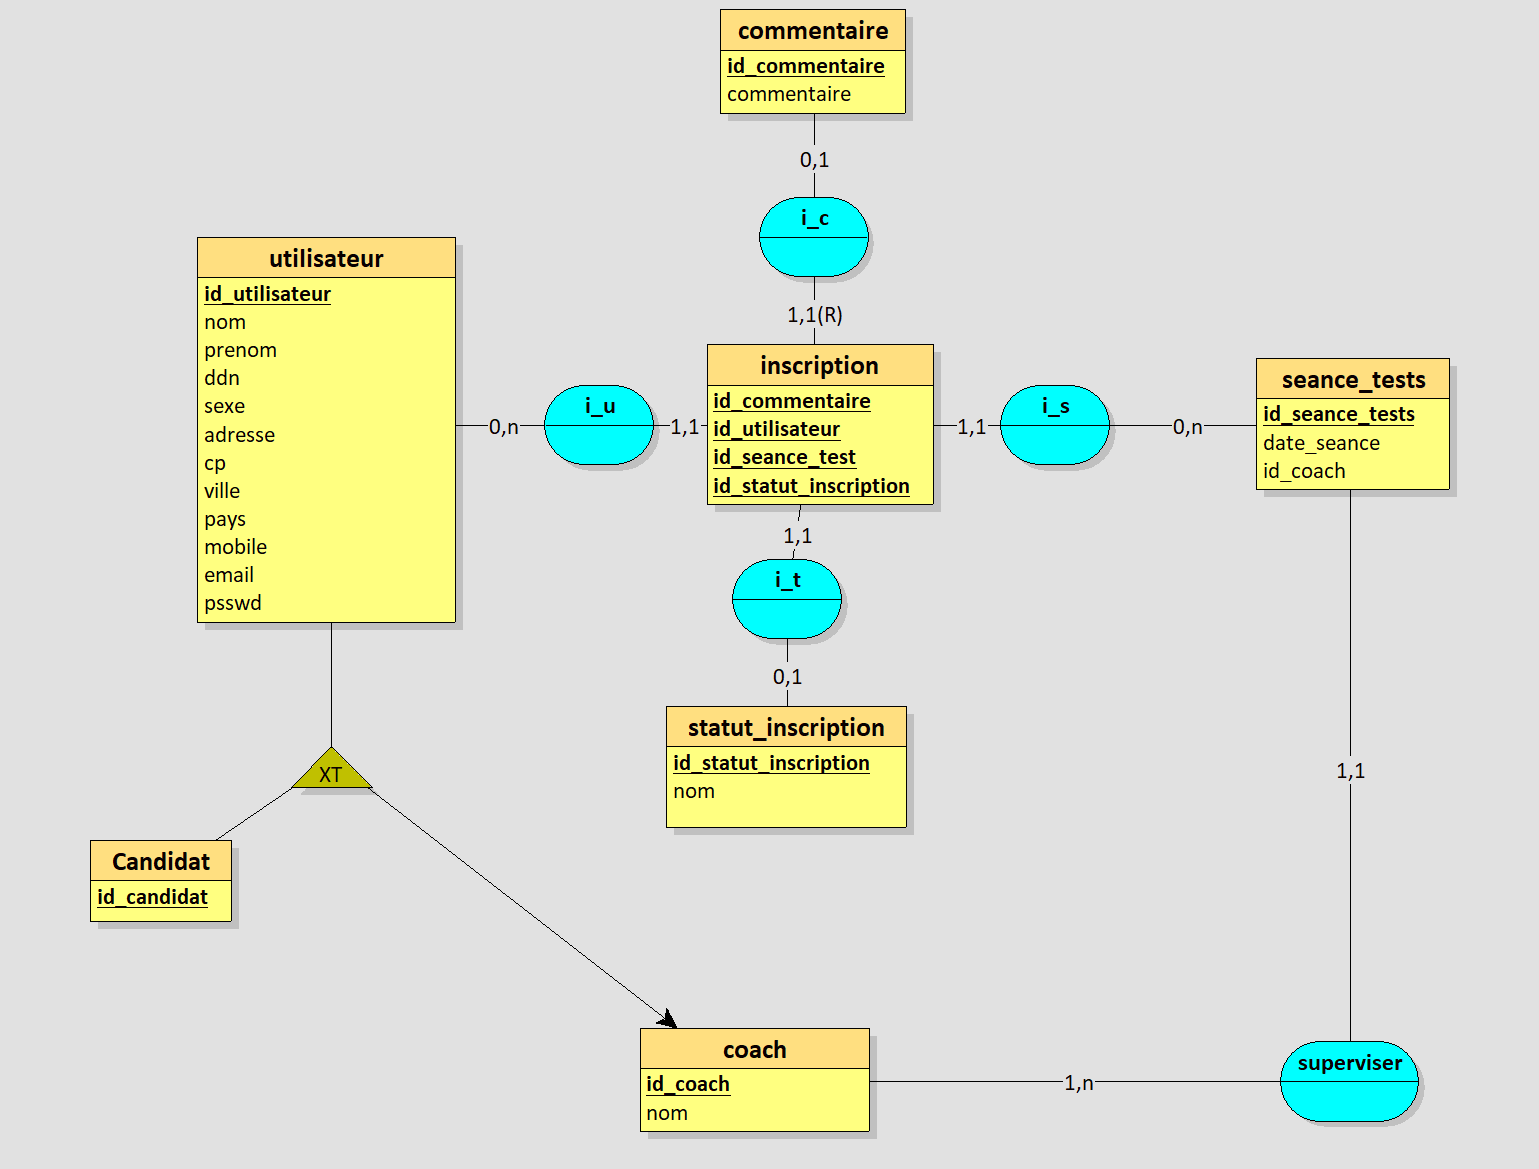 commentaire
id_commentaire
commentaire
0,1
i_c
1,1(R)
utilisateur
id_utilisateur
nom
prenom
ddn
sexe
adresse
cp
ville
pays
mobile
email
psswd
0,n
i_u
1,1
inscription
id_commentaire
id_utilisateur
id_seance_test
id_statut_inscription
1,1
i_s
0,n
seance_tests
id_seance_tests
date_seance
id_coach
1,1
i_t
0,1
statut_inscription
id_statut_inscription
nom
XT
1,1
Candidat
id_candidat
coach
id_coach
nom
1,n
superviser